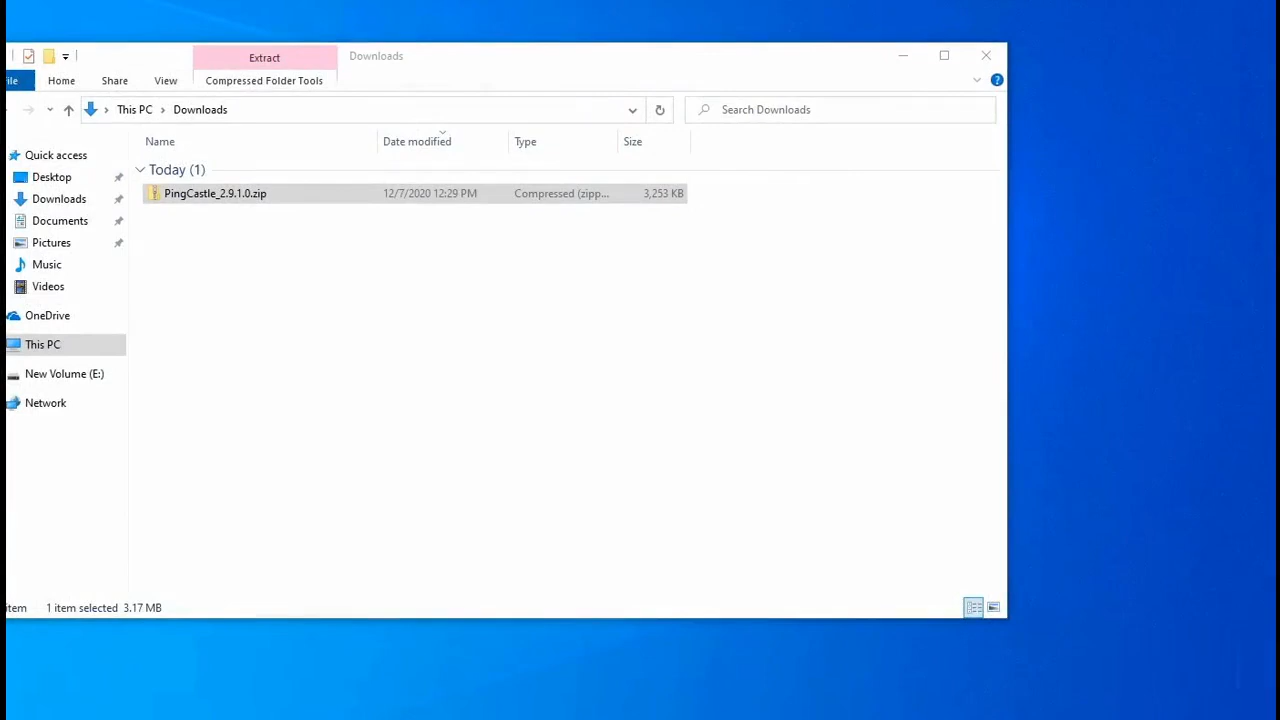 Extract Downloads
ile Home Share View Compressed Folder Tools
This PC Downloads Search Downloads
Name Date modified Type Size
Today (1)
PingCastle_2.9.1.0.zip 12/7/2020 12:29 PM Compressed (zipp... 3,253 KB
Quick access
Desktop
Downloads
Documents
Pictures
Music
Videos
OneDrive
This PC
New Volume (E:)
Network
item 1 item selected 3.17 MB